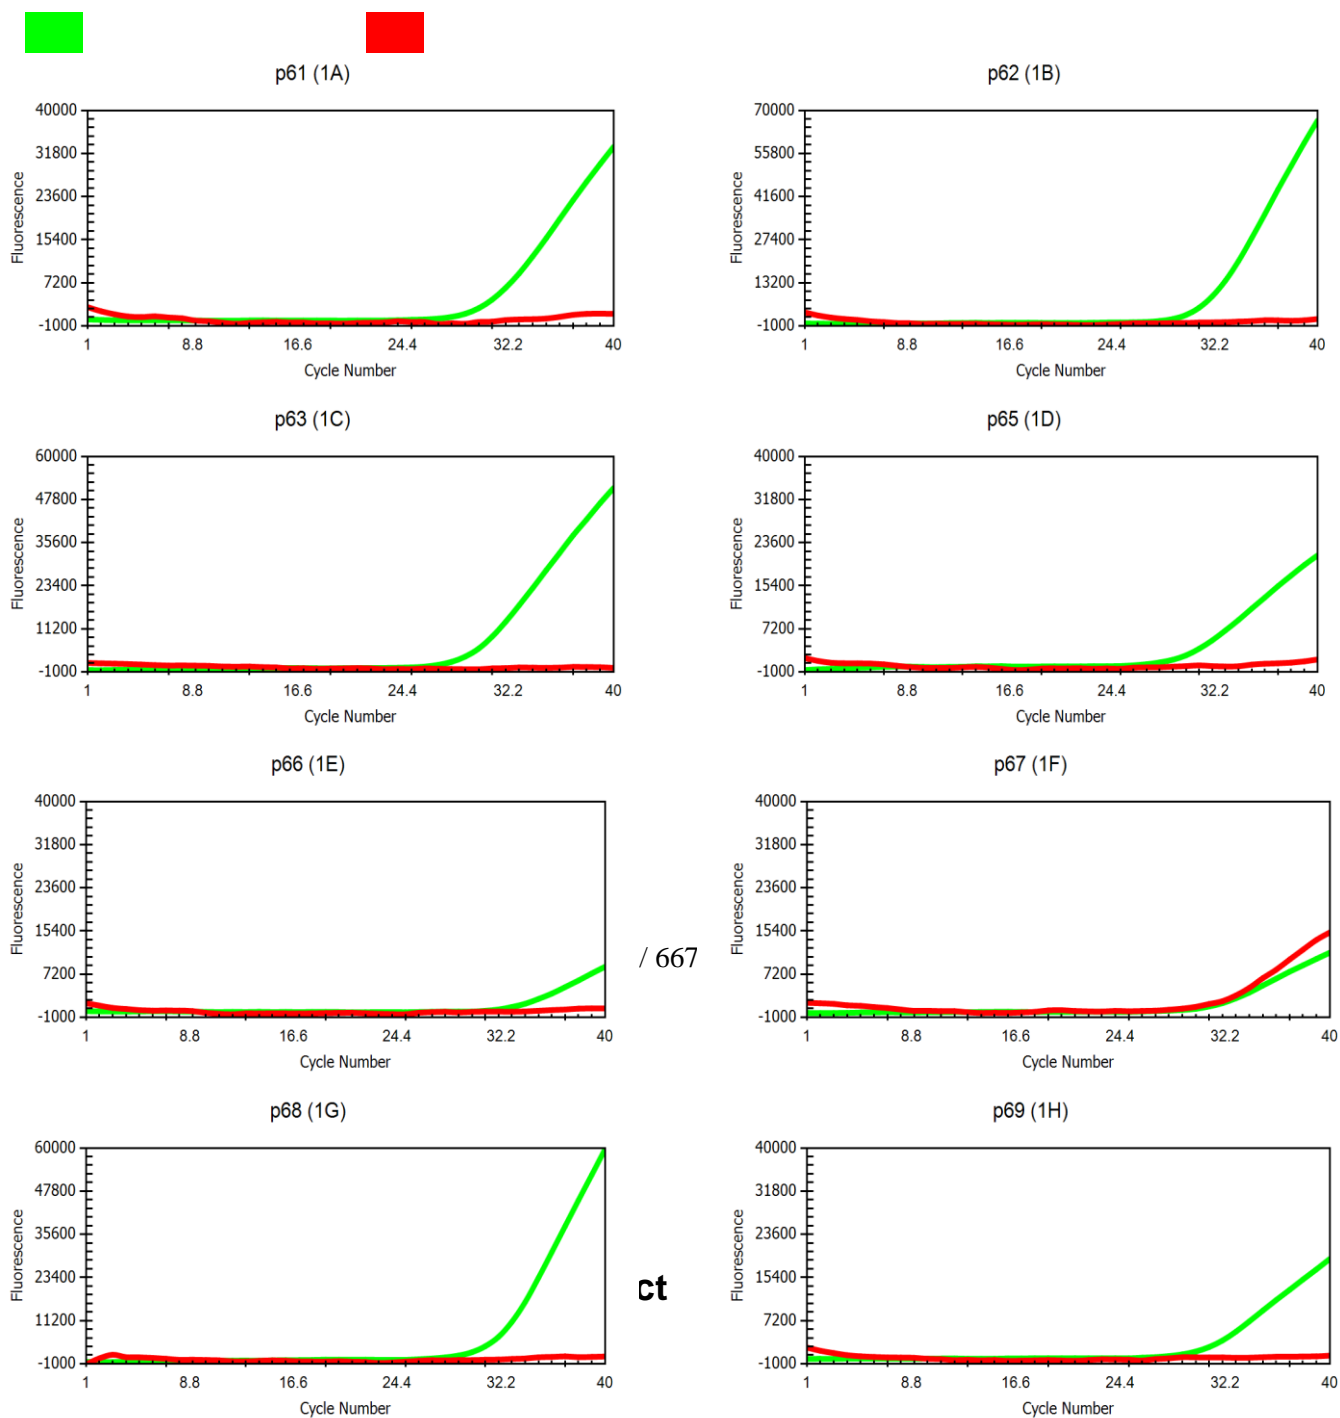 p61 (1A)
40000
31800
23600
15400
7200
-1000
Fluorescence
1 8.8 16.6 24.4 32.2 40
Cycle Number
p62 (1B)
70000
55800
41600
27400
13200
-1000
Fluorescence
1 8.8 16.6 24.4 32.2 40
Cycle Number
p63 (1C)
60000
47800
35600
23400
11200
-1000
Fluorescence
1 8.8 16.6 24.4 32.2 40
Cycle Number
p65 (1D)
40000
31800
23600
15400
7200
-1000
Fluorescence
1 8.8 16.6 24.4 32.2 40
Cycle Number
p66 (1E)
40000
31800
23600
15400
7200
-1000
Fluorescence
1 8.8 16.6 24.4 32.2 40
Cycle Number
/ 667
p67 (1F)
40000
31800
23600
15400
7200
-1000
Fluorescence
1 8.8 16.6 24.4 32.2 40
Cycle Number
p68 (1G)
60000
47800
35600
23400
11200
-1000
Fluorescence
1 8.8 16.6 24.4 32.2 40
Cycle Number
ct
p69 (1H)
40000
31800
23600
15400
7200
-1000
Fluorescence
1 8.8 16.6 24.4 32.2 40
Cycle Number